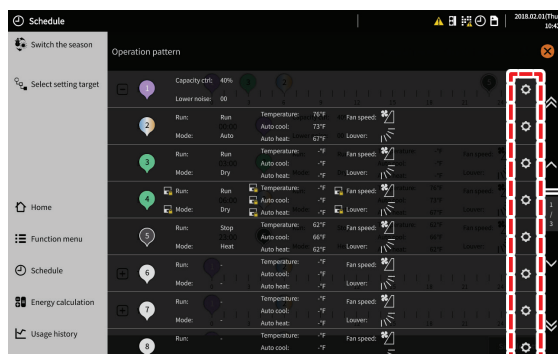 Schedule
2018.02.01(Thu
10:42
Switch the season
Select setting target
Home
Function menu
Schedule
Energy calculation
Usage history
Operation pattern
1 Capacity ctrl: 40%
Lower noise: 00
2 Run: Run Temperature: 76°F Fan speed:
Auto cool: 73°F
Mode: Auto Auto heat: 67°F Louver:
3 Run: Run Temperature: -°F Fan speed:
Auto cool: -°F
Mode: Dry Auto heat: -°F Louver:
4 Run: Run Temperature: -°F Fan speed:
Auto cool: -°F
Mode: Dry Auto heat: -°F Louver:
5 Run: Stop Temperature: 62°F Fan speed:
Auto cool: 66°F
Mode: Heat Auto heat: 62°F Louver:
6 Run: - Temperature: -°F Fan speed:
Auto cool: -°F
Mode: - Auto heat: -°F Louver:
7 Run: - Temperature: -°F Fan speed:
Auto cool: -°F
Mode: - Auto heat: -°F Louver:
8 Run: - Temperature: -°F Fan speed:
Auto cool: -°F
1
/
3